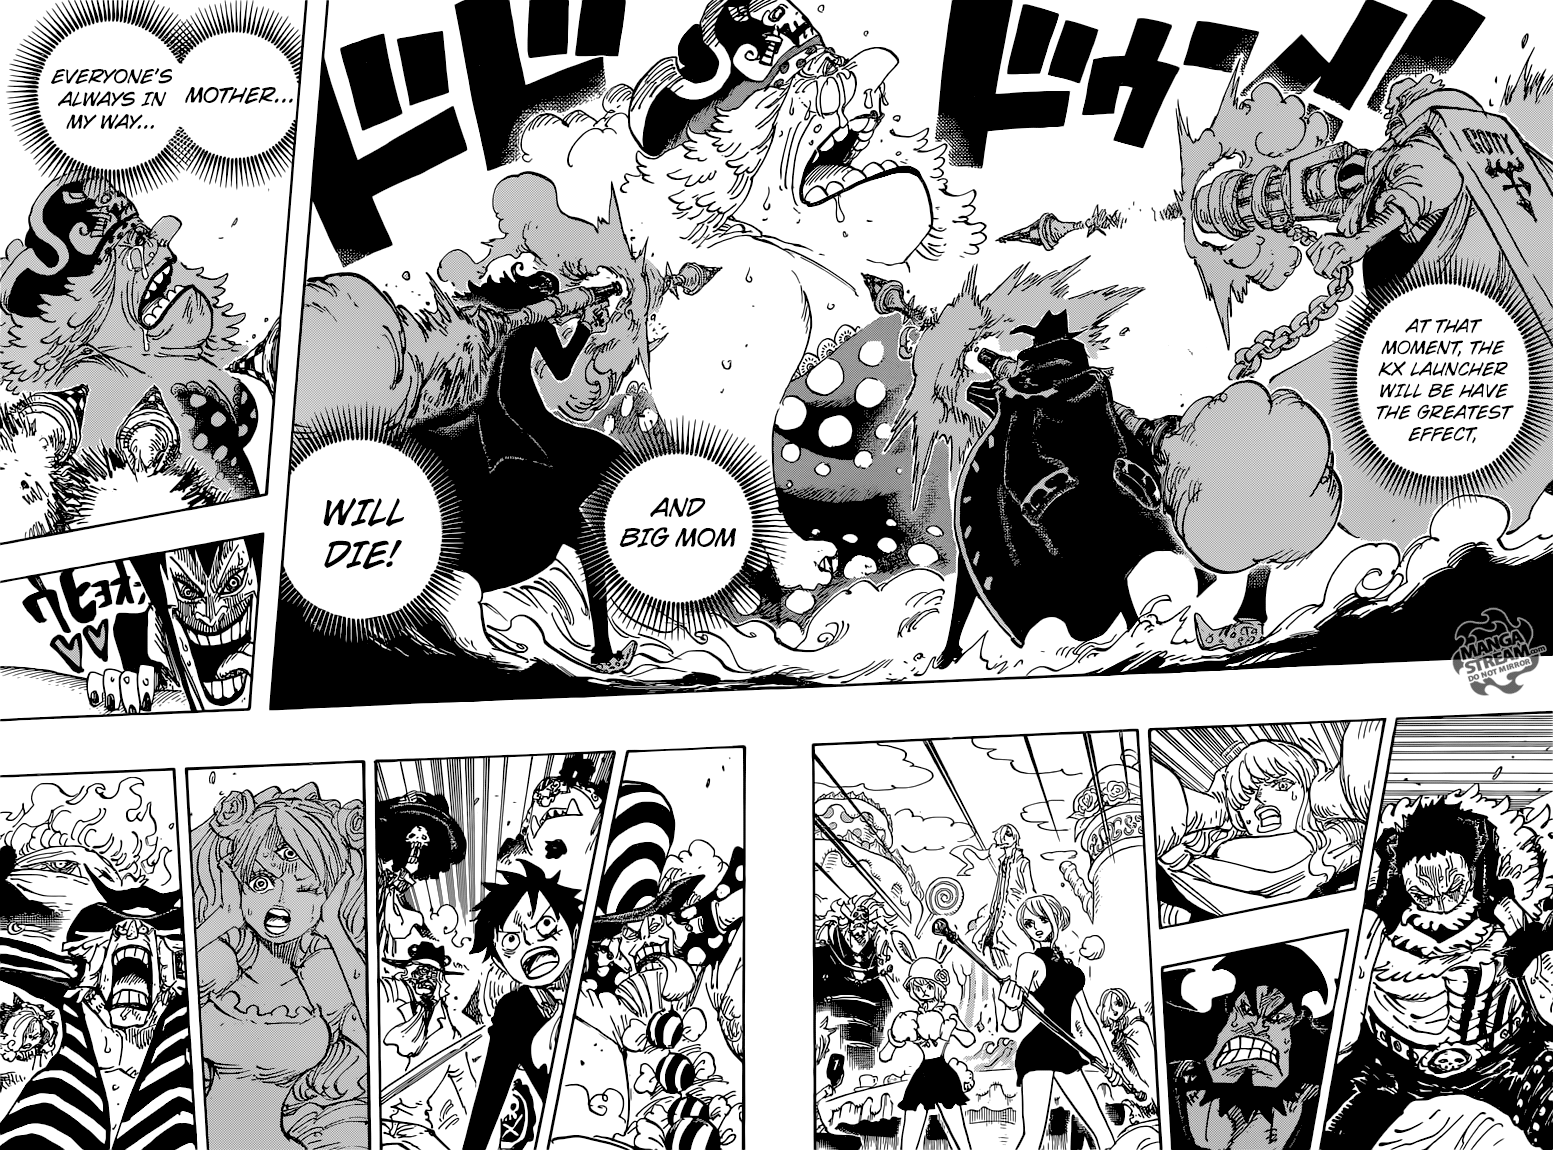 AT THAT
MOMENT, THE
KX LAUNCHER
WILL BE HAVE
THE GREATEST
EFFECT,
AND
BIG MOM
WILL
DIE!
MOTHER...
EVERYONE'S
ALWAYS IN
MY WAY...
ドドドゥン!!
MANGA
STREAM.com
DO NOT MIRROR